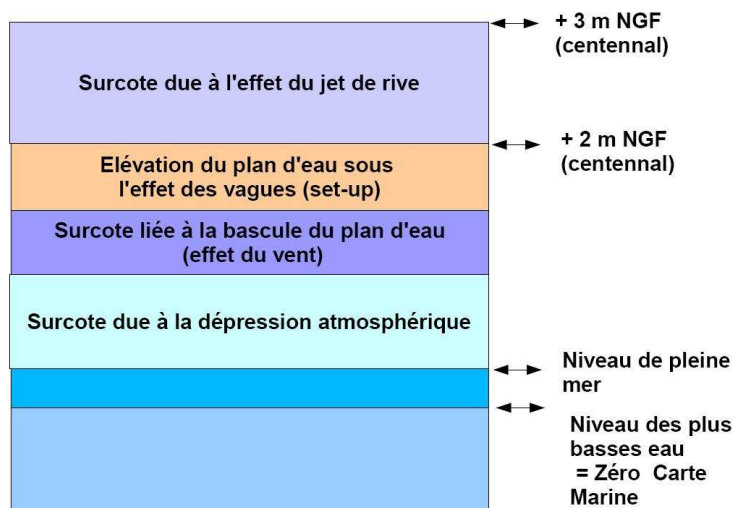 + 3 m NGF
(centennal)
Surcote due à l'effet du jet de rive
+ 2 m NGF
(centennal)
Elévation du plan d'eau sous
l'effet des vagues (set-up)
Surcote liée à la bascule du plan d'eau
(effet du vent)
Surcote due à la dépression atmosphérique
Niveau de pleine
mer
Niveau des plus
basses eau
= Zéro Carte
Marine